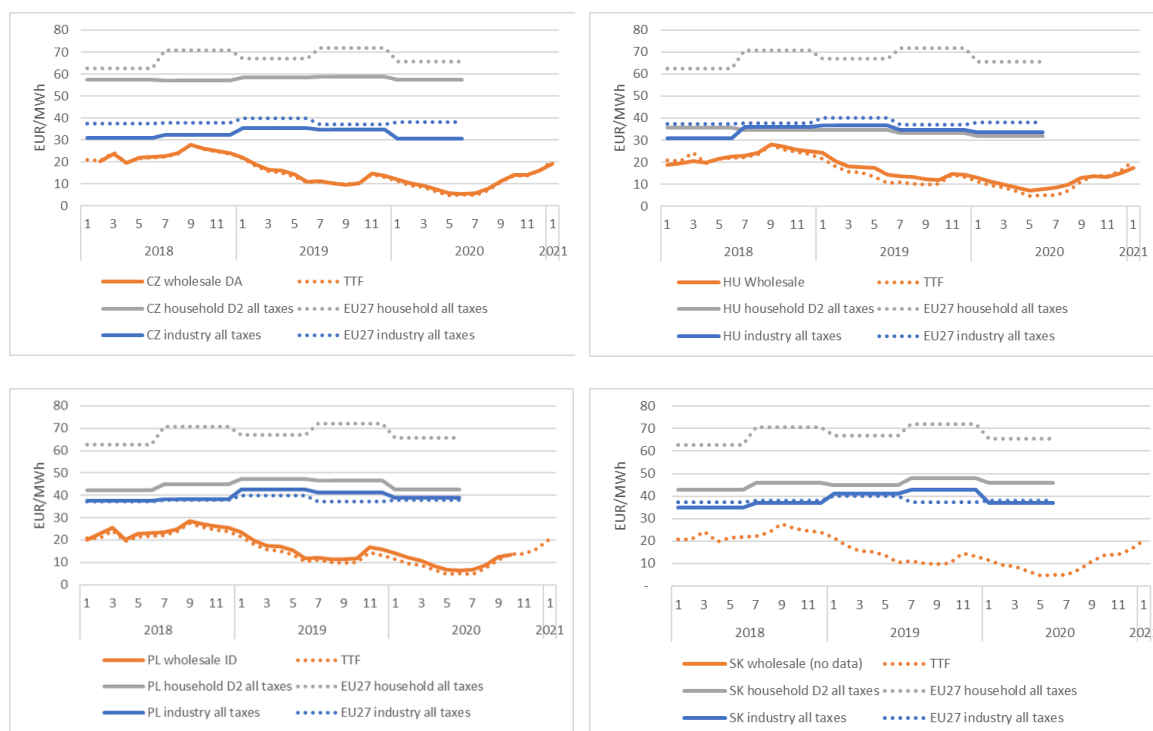 80
70
60
50
40
30
20
10
0
EUR/MWh
1 3 5 7 9 11 1 3 5 7 9 11 1 3 5 7 9 11 1
2018 2019 2020 2021
CZ wholesale DA TTF
CZ household D2 all taxes EU27 household all taxes
CZ industry all taxes EU27 industry all taxes
80
70
60
50
40
30
20
10
0
EUR/MWh
1 3 5 7 9 11 1 3 5 7 9 11 1 3 5 7 9 11 1
2018 2019 2020 2021
HU Wholesale TTF
HU household D2 all taxes EU27 household all taxes
HU industry all taxes EU27 industry all taxes
80
70
60
50
40
30
20
10
0
EUR/MWh
1 3 5 7 9 11 1 3 5 7 9 11 1 3 5 7 9 11 1
2018 2019 2020 2021
PL wholesale ID TTF
PL household D2 all taxes EU27 household all taxes
PL industry all taxes EU27 industry all taxes
80
70
60
50
40
30
20
10
-
EUR/MWh
1 3 5 7 9 11 1 3 5 7 9 11 1 3 5 7 9 11 1
2018 2019 2020
SK wholesale (no data) TTF
SK household D2 all taxes EU27 household all taxes
SK industry all taxes EU27 industry all taxes